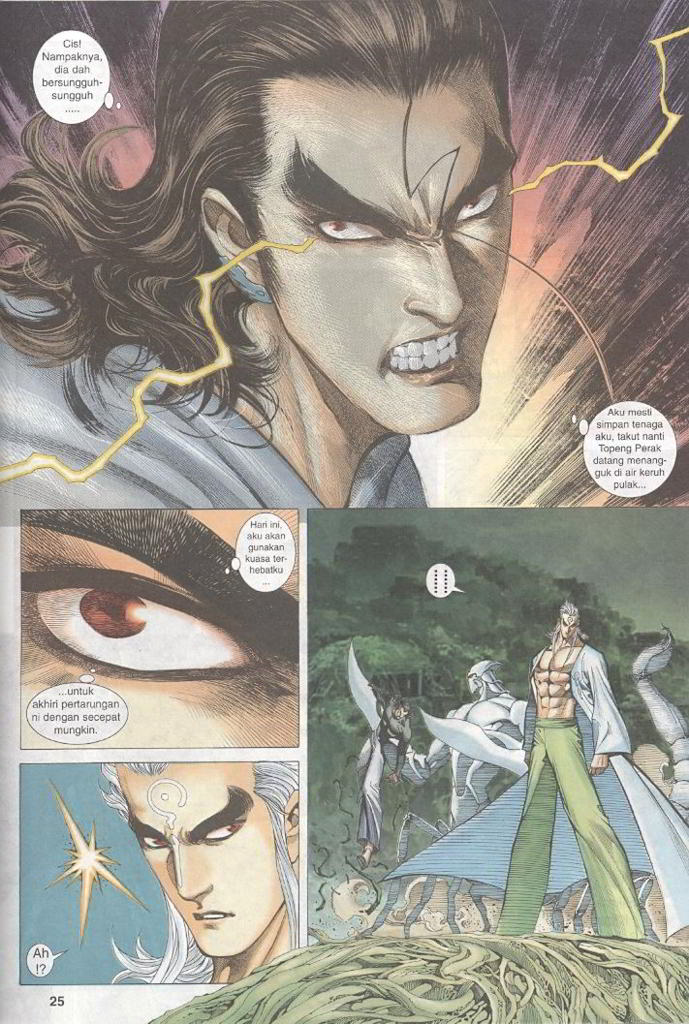 Cis!
Nampaknya,
dia dah
bersungguh-
sungguh
.....
Aku mesti
simpan tenaga
aku, takut nanti
Topeng Perak
datang menang-
guk di air keruh
pulak...
Hari ini,
aku akan
gunakan
kuasa ter-
hebatku
...
...untuk
akhiri pertarungan
ni dengan secepat
mungkin.
Ah
!?
25